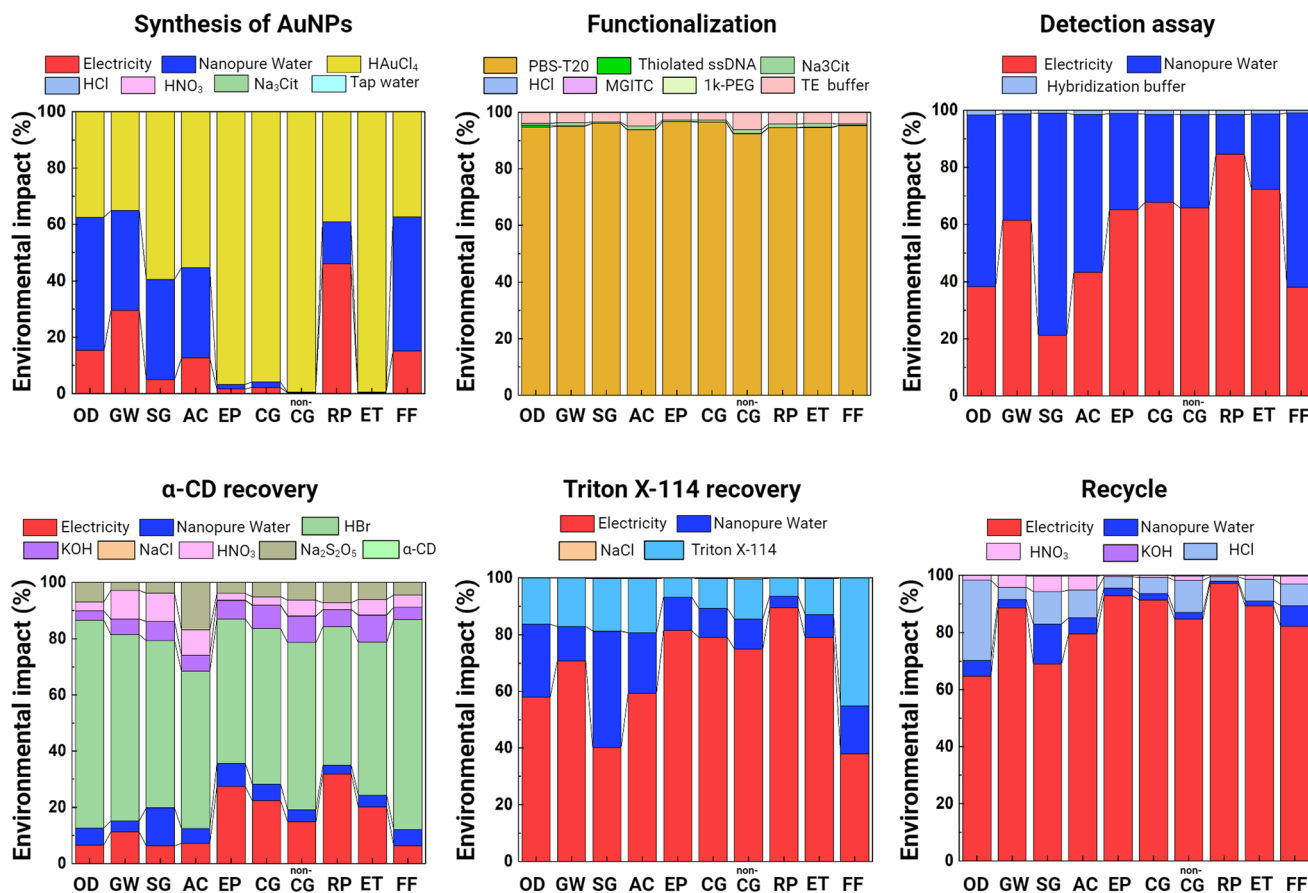 Synthesis of AuNPs
Electricity Nanopure Water HAuCl₄
HCl HNO₃ Na₃Cit Tap water
Environmental impact (%)
100
80
60
40
20
0
OD GW SG AC EP CG non-CG RP ET FF
Functionalization
PBS-T20 Thiolated ssDNA Na3Cit
HCl MGITC 1k-PEG TE buffer
Environmental impact (%)
100
80
60
40
20
0
OD GW SG AC EP CG non-CG RP ET FF
Detection assay
Electricity Nanopure Water
Hybridization buffer
Environmental impact (%)
100
80
60
40
20
0
OD GW SG AC EP CG non-CG RP ET FF
α-CD recovery
Electricity Nanopure Water HBr
KOH NaCl HNO₃ Na₂S₂O₅ α-CD
Environmental impact (%)
100
80
60
40
20
0
OD GW SG AC EP CG non-CG RP ET FF
Triton X-114 recovery
Electricity Nanopure Water
NaCl Triton X-114
Environmental impact (%)
100
80
60
40
20
0
OD GW SG AC EP CG non-CG RP ET FF
Recycle
Electricity Nanopure Water
HNO₃ KOH HCl
Environmental impact (%)
100
80
60
40
20
0
OD GW SG AC EP CG non-CG RP ET FF